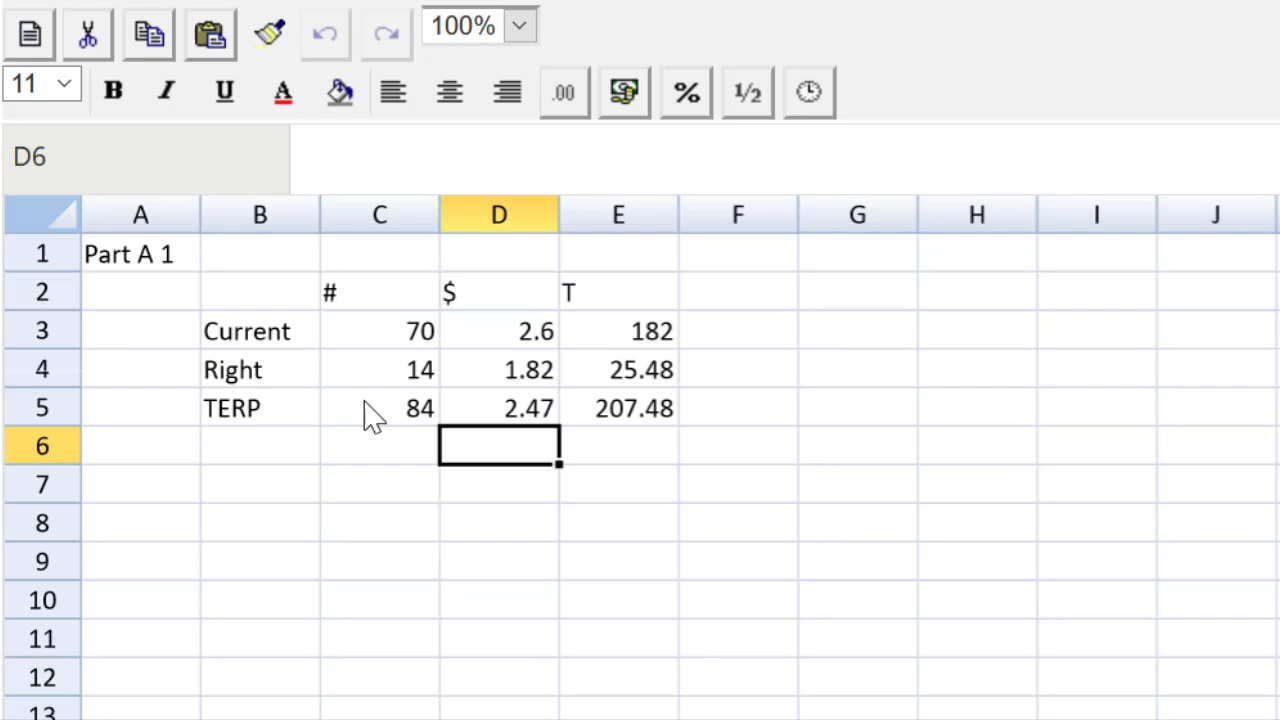 100%
11 B I U A .00 % 1/2
D6
A B C D E F G H I J
1 Part A 1
2 # $ T
3 Current 70 2.6 182
4 Right 14 1.82 25.48
5 TERP 84 2.47 207.48
6
7
8
9
10
11
12
13